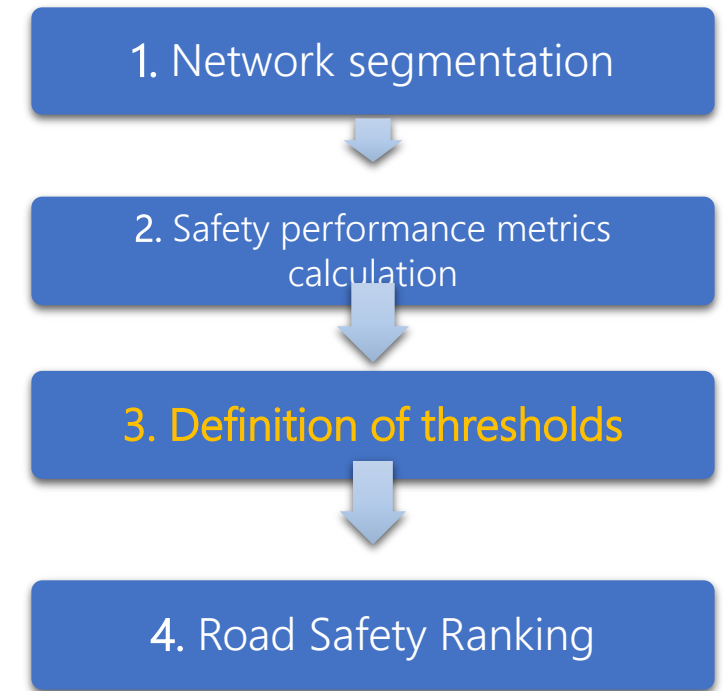 1. Network segmentation
2. Safety performance metrics
calculation
3. Definition of thresholds
4. Road Safety Ranking